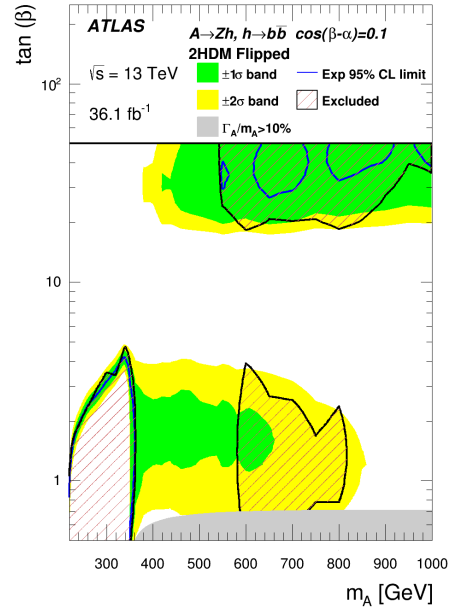 ATLAS
A→Zh, h→bb̅ cos(β-α)=0.1
2HDM Flipped
√s = 13 TeV
±1σ band
Exp 95% CL limit
36.1 fb⁻¹
±2σ band
Excluded
Γ_A/m_A>10%
tan (β)
10²
10
1
300 400 500 600 700 800 900 1000
m_A [GeV]